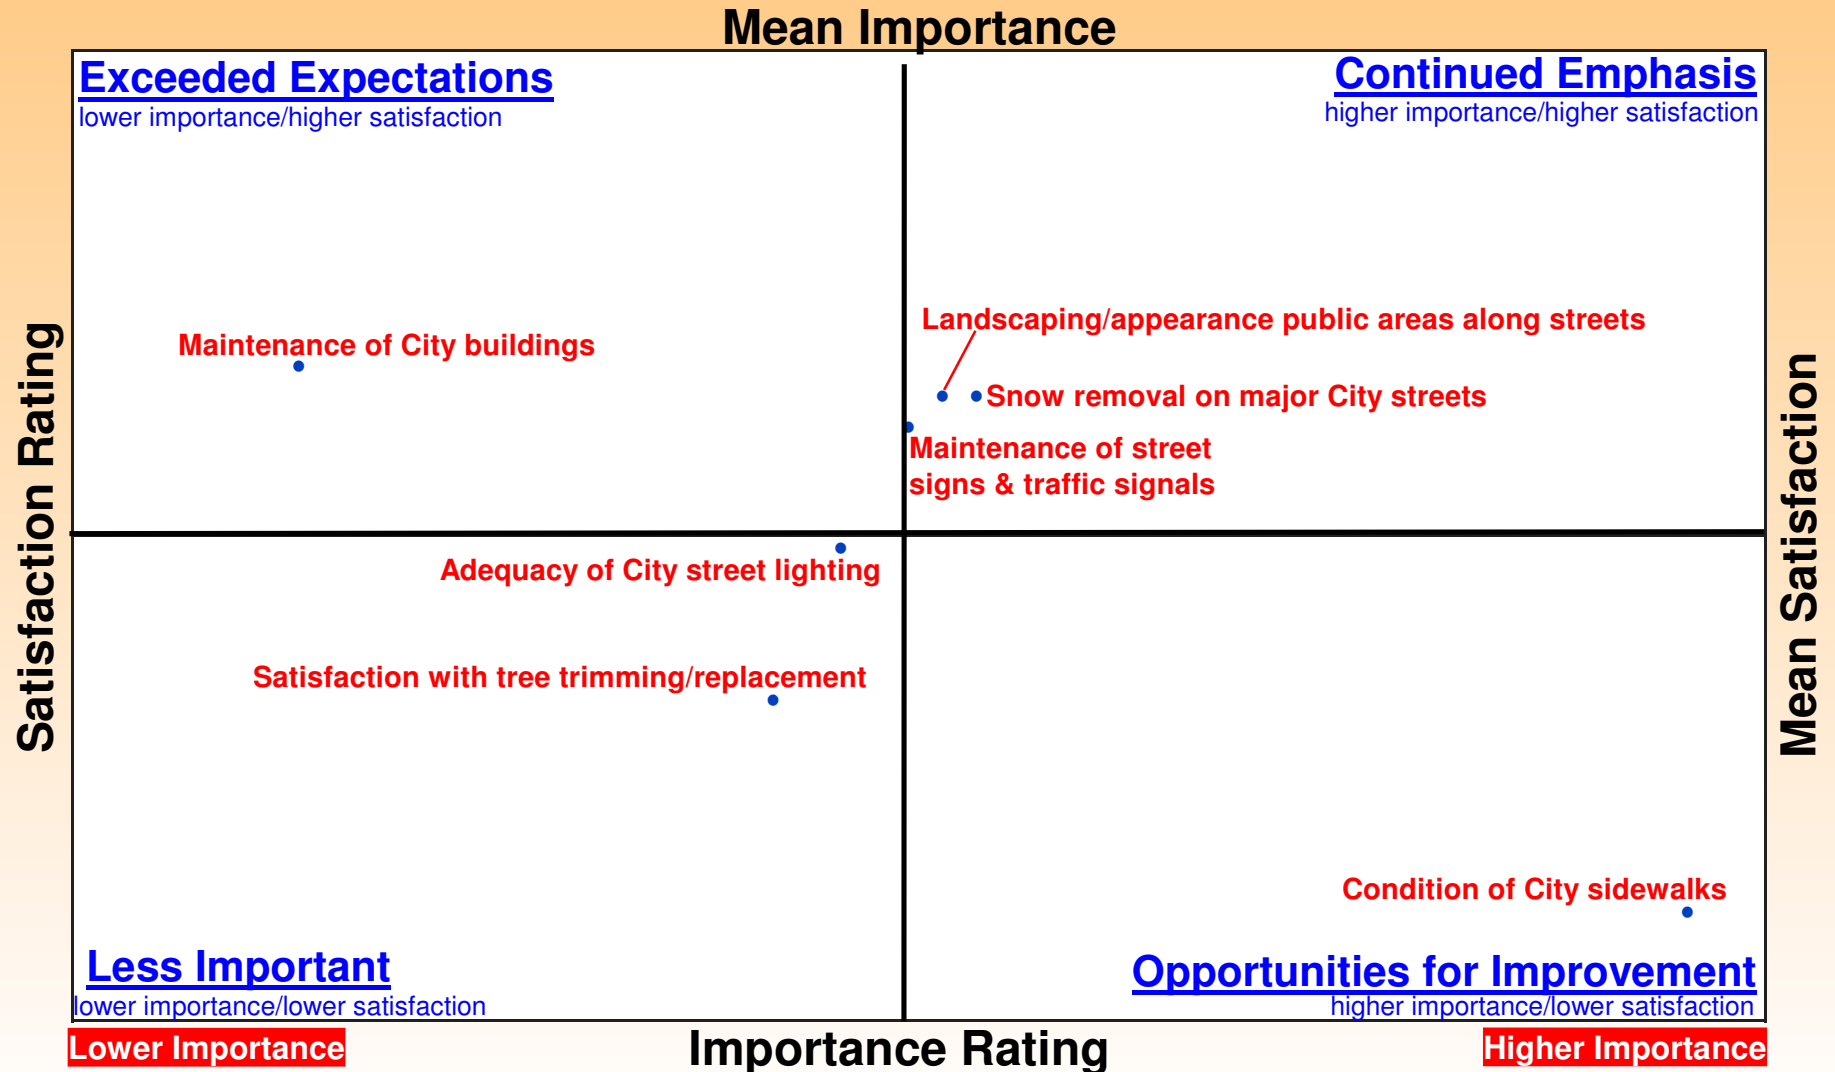 Mean Importance
Exceeded Expectations
lower importance/higher satisfaction
Continued Emphasis
higher importance/higher satisfaction
Satisfaction Rating
Mean Satisfaction
Landscaping/appearance public areas along streets
Maintenance of City buildings
Snow removal on major City streets
Maintenance of street
signs & traffic signals
Adequacy of City street lighting
Satisfaction with tree trimming/replacement
Condition of City sidewalks
Less Important
lower importance/lower satisfaction
Opportunities for Improvement
higher importance/lower satisfaction
Lower Importance
Importance Rating
Higher Importance